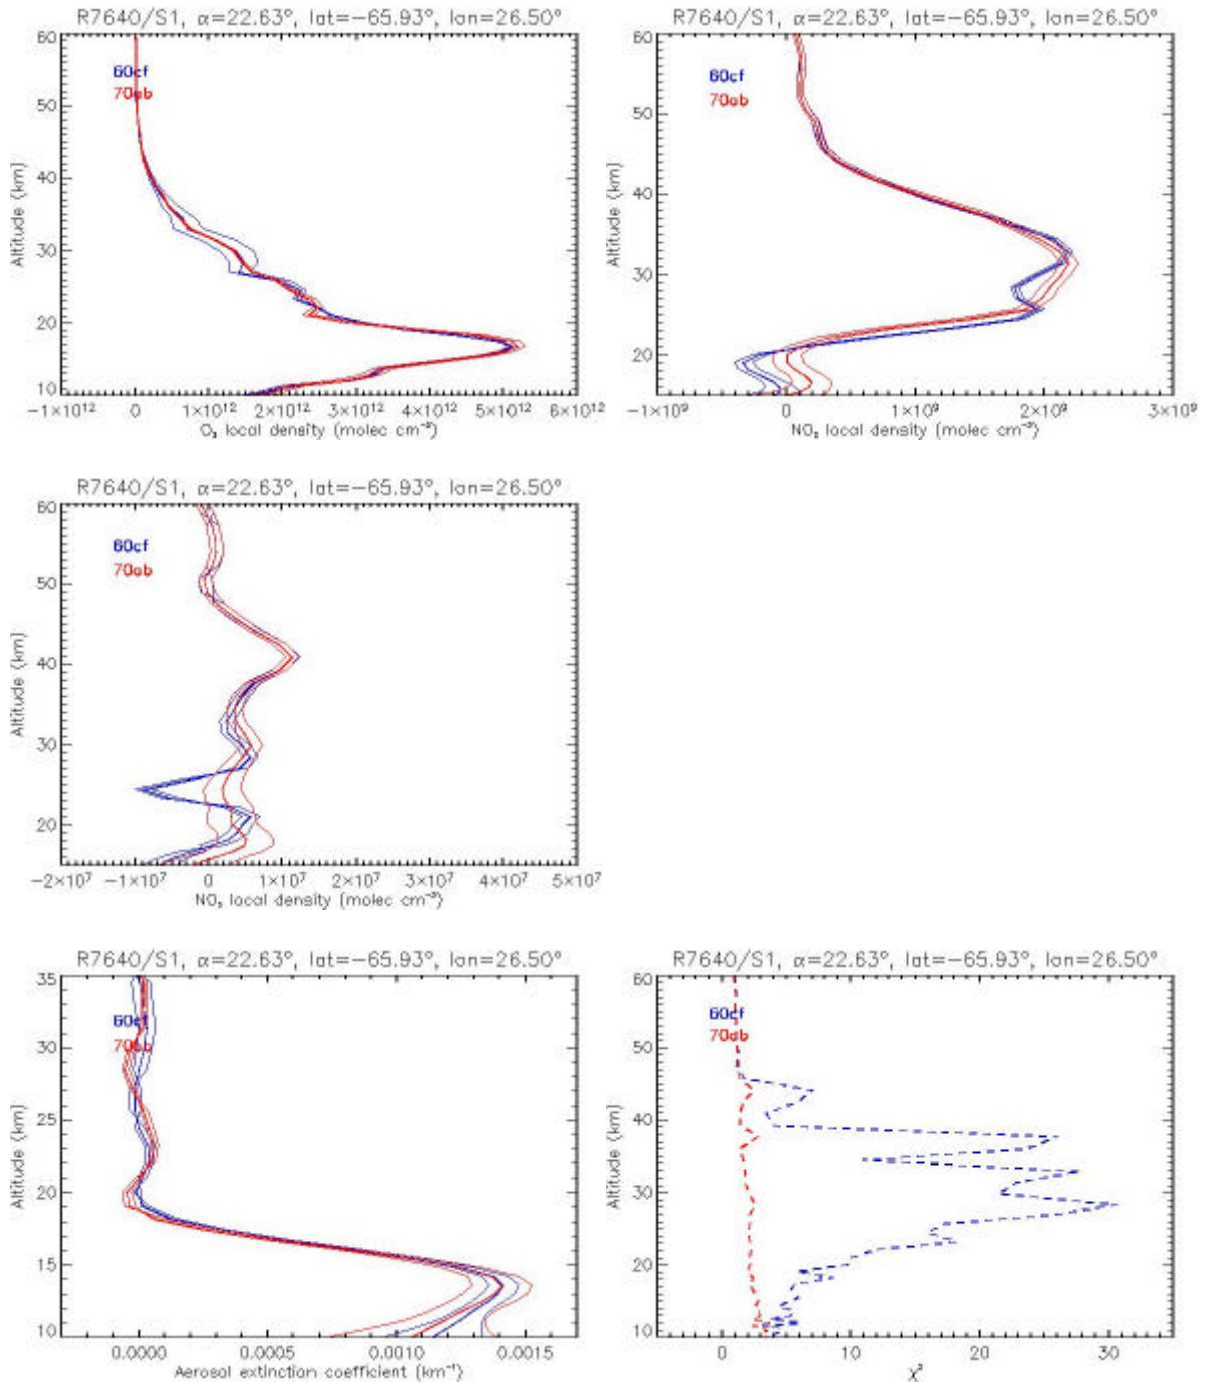 R7640/S1, α=22.63°, lat=−65.93°, lon=26.50°
60
50
40
30
20
10
Altitude (km)
60cf
70ab
−1×10¹²
0
1×10¹²
2×10¹²
3×10¹²
4×10¹²
5×10¹²
6×10¹²
O₃ local density (molec cm⁻³)
R7640/S1, α=22.63°, lat=−65.93°, lon=26.50°
60
50
40
30
20
Altitude (km)
60cf
70ab
−1×10⁹
0
1×10⁹
2×10⁹
3×10⁹
NO₂ local density (molec cm⁻³)
R7640/S1, α=22.63°, lat=−65.93°, lon=26.50°
60
50
40
30
20
Altitude (km)
60cf
70ab
−2×10⁷
−1×10⁷
0
1×10⁷
2×10⁷
3×10⁷
4×10⁷
5×10⁷
NO₃ local density (molec cm⁻³)
R7640/S1, α=22.63°, lat=−65.93°, lon=26.50°
35
30
25
20
15
10
Altitude (km)
60cf
70ab
0.0000
0.0005
0.0010
0.0015
Aerosal extinction coefficient (km⁻¹)
R7640/S1, α=22.63°, lat=−65.93°, lon=26.50°
60
50
40
30
20
10
Altitude (km)
60cf
70ab
0
10
20
30
χ²